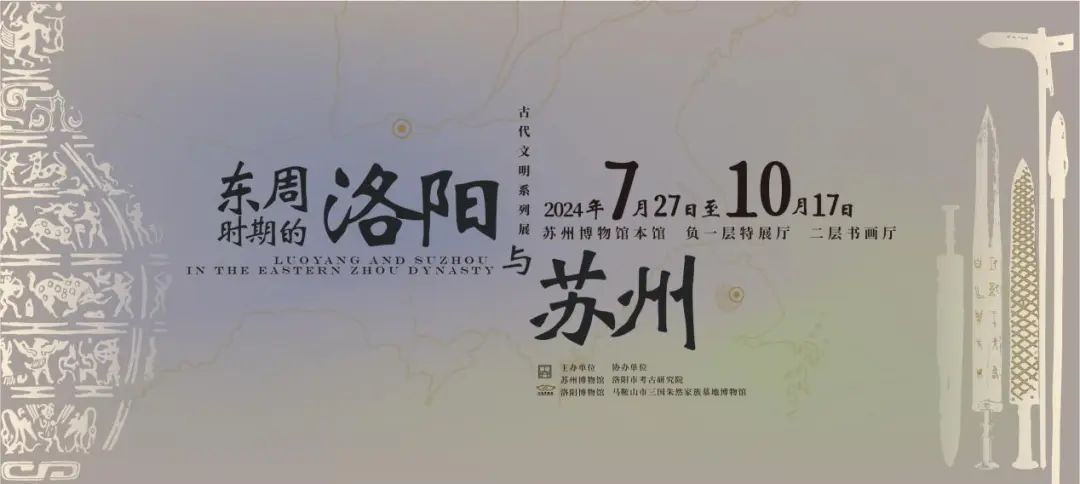 东周
时期的
洛阳
LUOYANG AND SUZHOU
IN THE EASTERN ZHOU DYNASTY
与
苏州
古代文明系列展
2024年7月27日至10月17日
苏州博物馆本馆 负一层特展厅 二层书画厅
主办单位 协办单位
苏州博物馆 洛阳市考古研究院
洛阳博物馆 马鞍山市三国朱然家族墓地博物馆